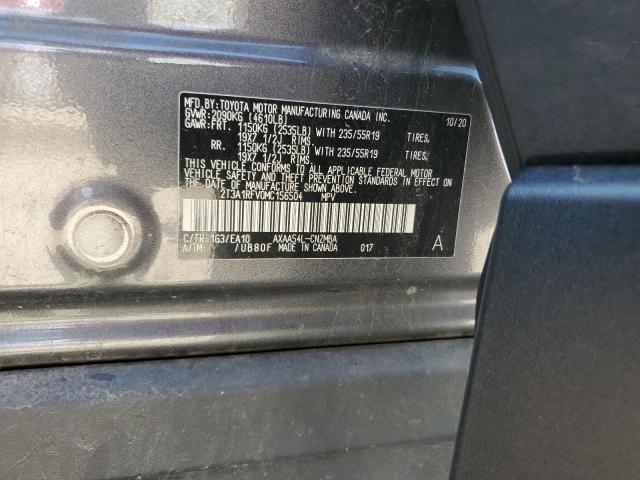 MFD.BY: TOYOTA MOTOR MANUFACTURING CANADA INC. 10/20
GVWR: 2090KG (4610LB)
GAWR: FRT. 1150KG (2535LB) WITH 235/55R19 TIRES,
19X7 1/2J RIMS
RR. 1150KG (2535LB) WITH 235/55R19 TIRES,
19X7 1/2J RIMS
THIS VEHICLE CONFORMS TO ALL APPLICABLE FEDERAL MOTOR
VEHICLE SAFETY AND THEFT PREVENTION STANDARDS IN EFFECT
ON THE DATE OF MANUFACTURE SHOWN ABOVE.
2T3A1RFV0MC156504 MPV
C/TR: 1G3/EA10 AXAA54L-CNZMBA A
A/TM: /UB80F MADE IN CANADA 017